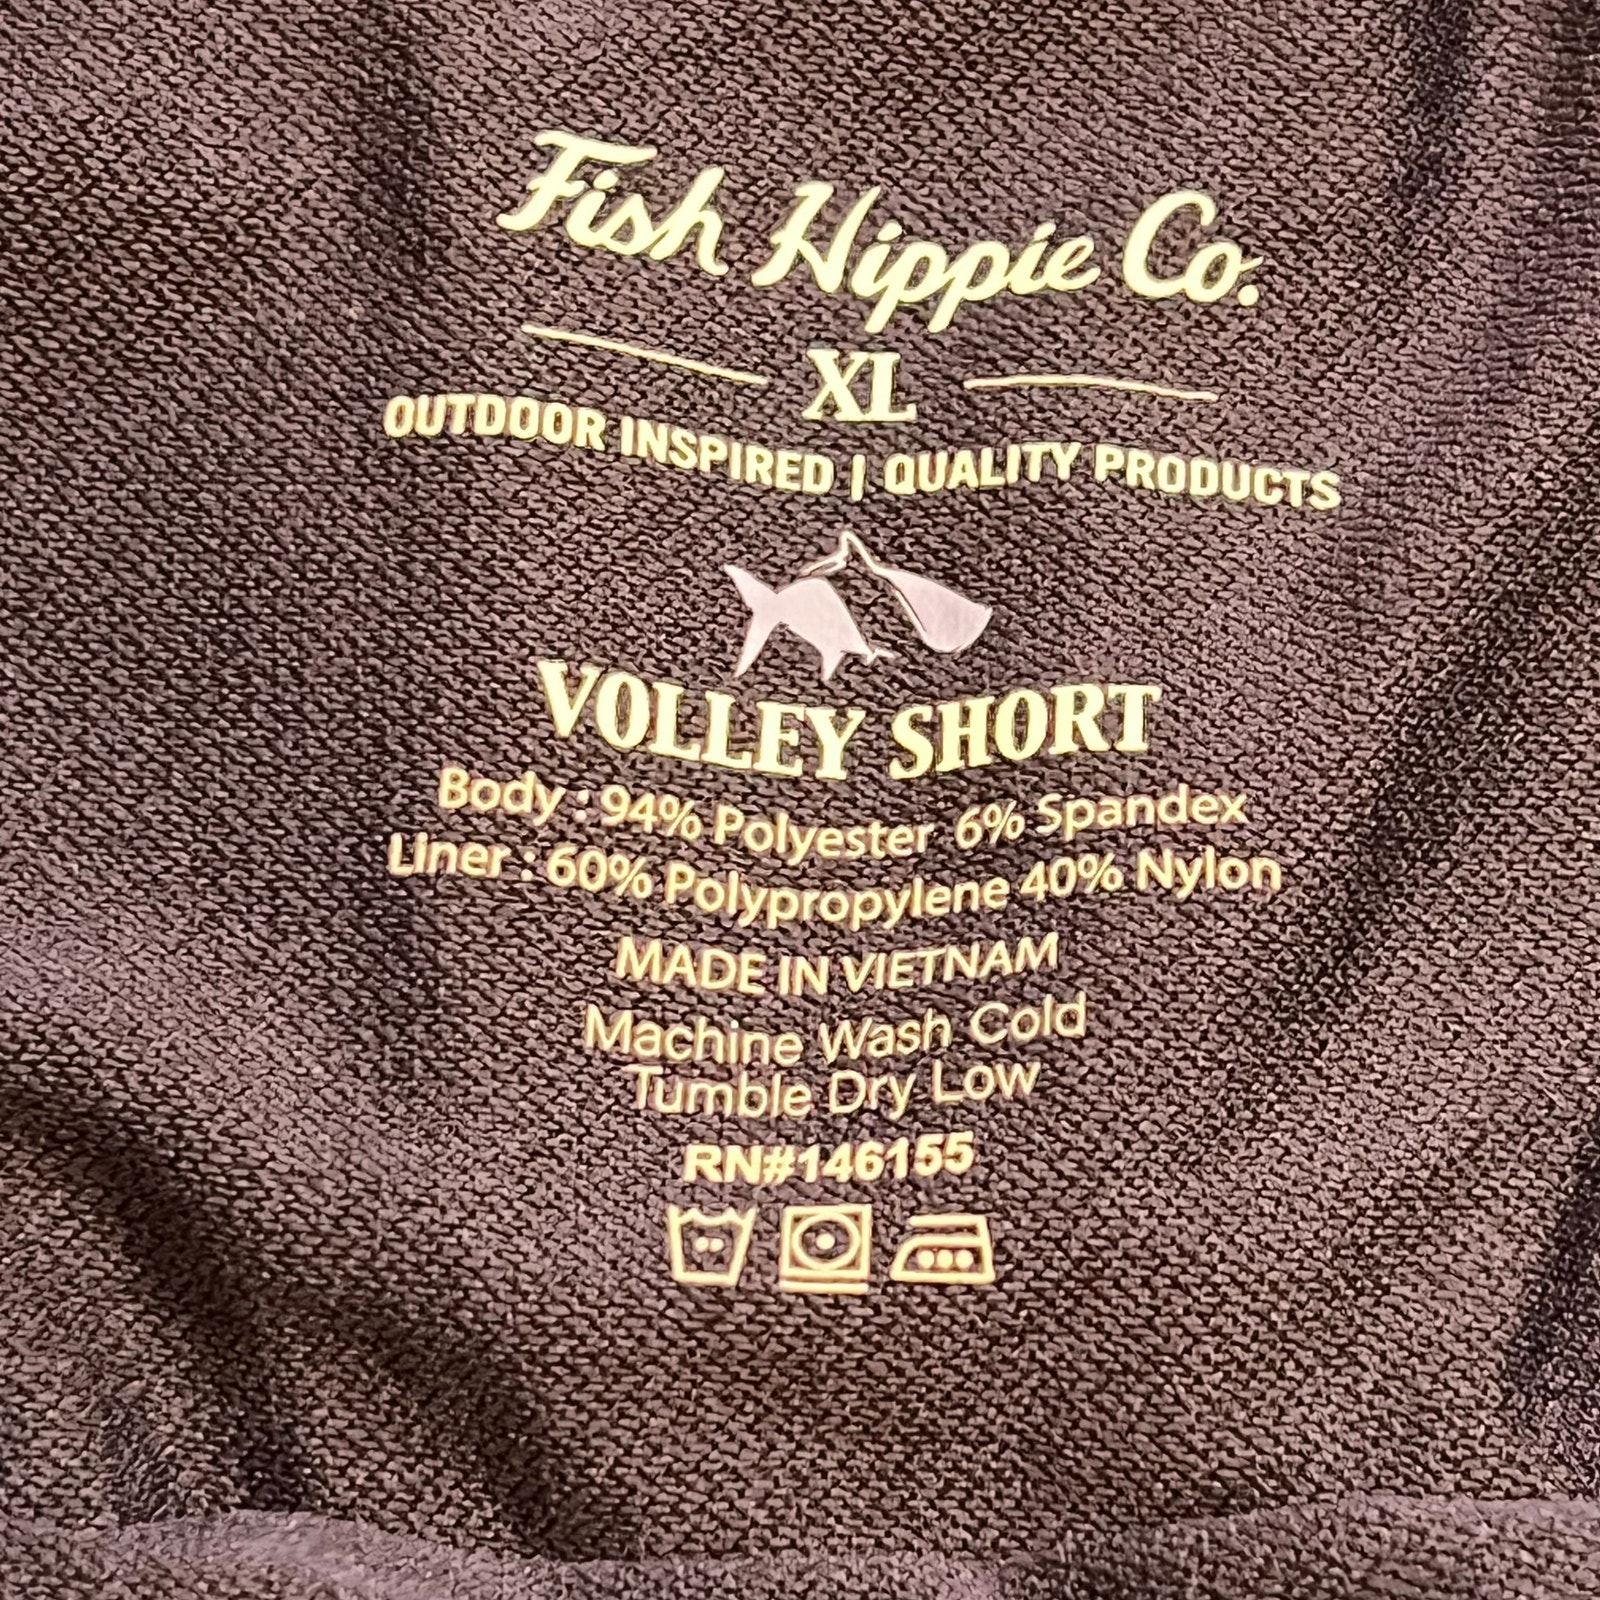 Fish Hippie Co.
XL
OUTDOOR INSPIRED | QUALITY PRODUCTS
VOLLEY SHORT
Body : 94% Polyester 6% Spandex
Liner : 60% Polypropylene 40% Nylon
MADE IN VIETNAM
Machine Wash Cold
Tumble Dry Low
RN#146155